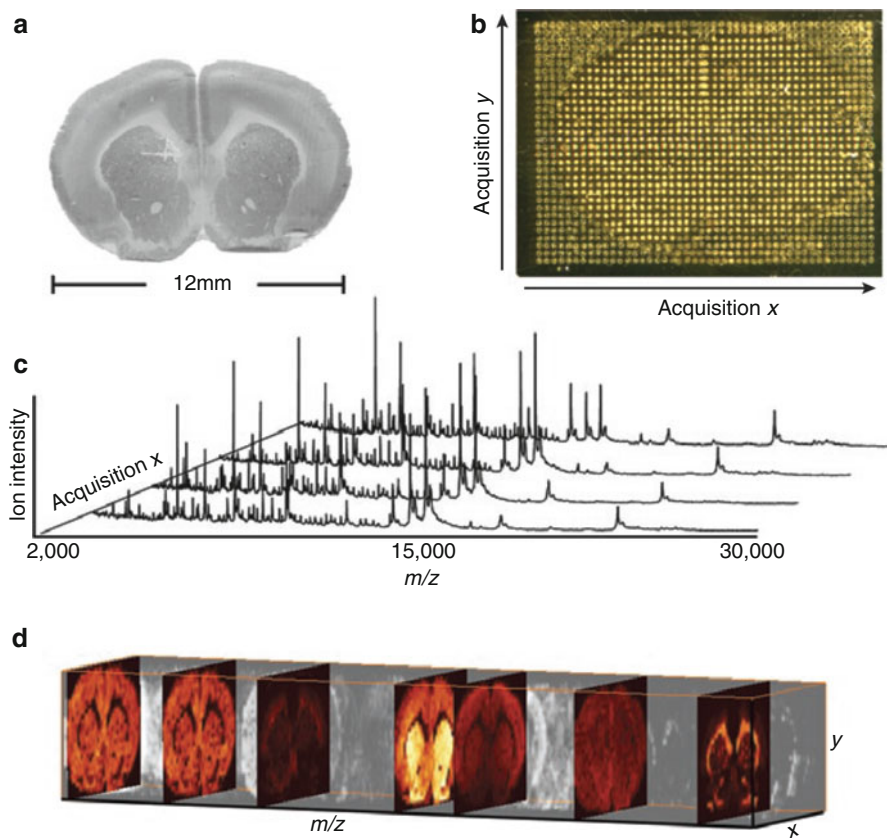 a
12mm
b
Acquisition y
Acquisition x
c
Ion intensity
Acquisition x
2,000
15,000
30,000
m/z
d
m/z
x
y